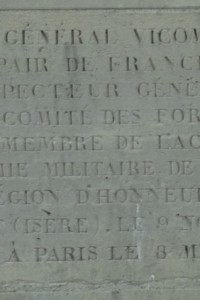 GÉNÉRAL VICOM
PAIR DE FRANC
SPECTEUR GÉNÉ
COMITÉ DES FOR
MEMBRE DE L'AC
MIE MILITAIRE DE
LÉGION D'HONNEU
(ISÈRE). LE 9 NO
À PARIS LE 8 M